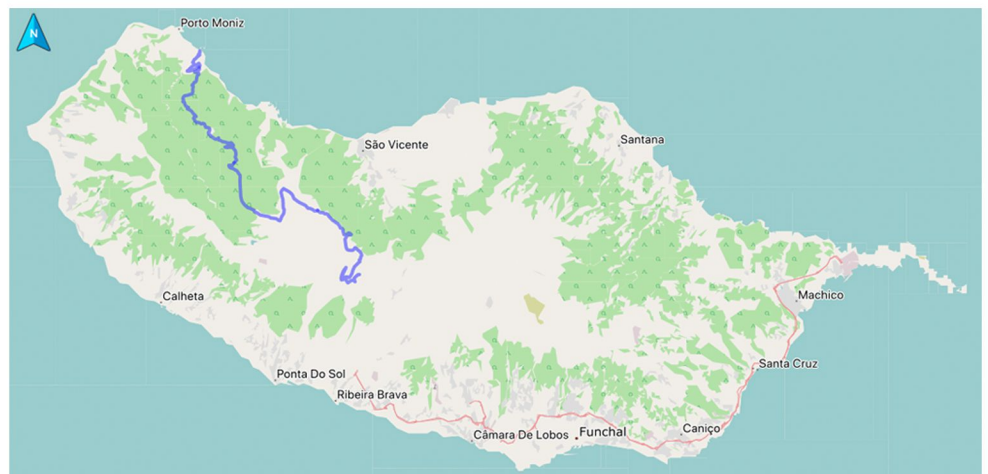 N
Porto Moniz
São Vicente
Santana
Calheta
Machico
Ponta Do Sol
Santa Cruz
Ribeira Brava
Câmara De Lobos
Funchal
Caniço